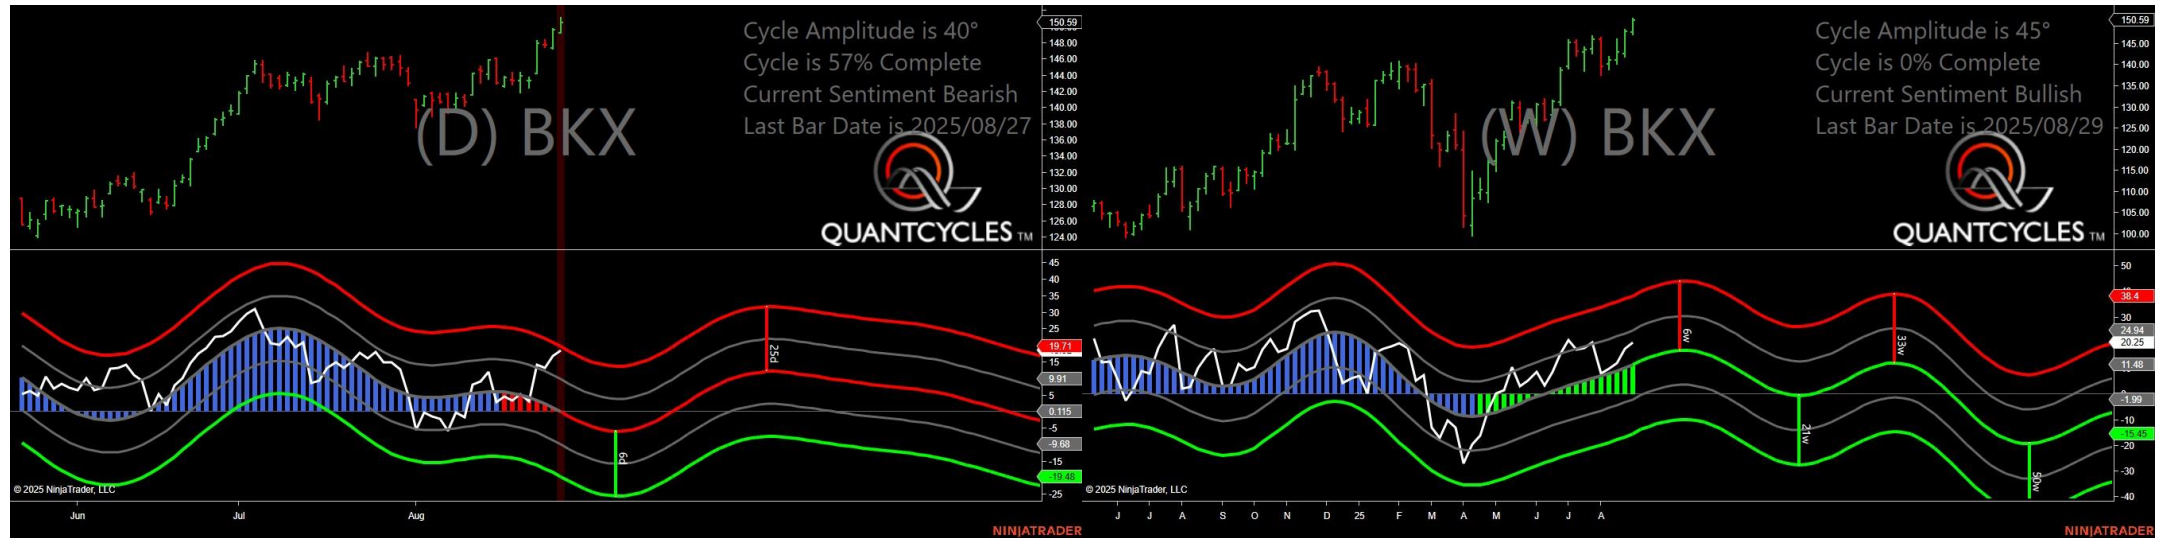 Cycle Amplitude is 40°
Cycle is 57% Complete
Current Sentiment Bearish
Last Bar Date is 2025/08/27
(D) BKX
QUANTCYCLES TM
150.59
148.00
146.00
144.00
142.00
140.00
138.00
136.00
134.00
132.00
130.00
128.00
126.00
124.00
45
40
35
30
25
19.71
15
9.91
5
0.115
-5
-9.68
-15
-19.48
-25
25d
6d
© 2025 NinjaTrader, LLC
Jun Jul Aug
NINJATRADER
Cycle Amplitude is 45°
Cycle is 0% Complete
Current Sentiment Bullish
Last Bar Date is 2025/08/29
(W) BKX
QUANTCYCLES TM
150.59
145.00
140.00
135.00
130.00
125.00
120.00
115.00
110.00
105.00
100.00
50
38.4
30
24.94
20.25
11.48
0
-1.99
-10
-15.45
-20
-30
-40
6w
33w
21w
50w
© 2025 NinjaTrader, LLC
J J A S O N D 25 F M A M J J A
NINJATRADER